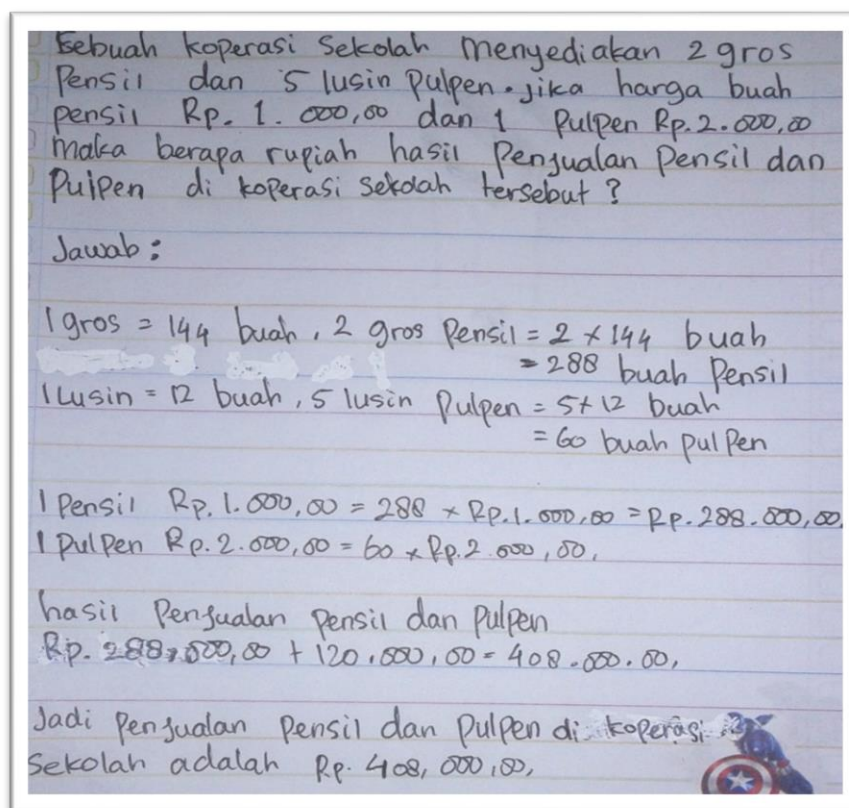 Sebuah koperasi Sekolah menyediakan 2 gros
Pensil dan 5 lusin Pulpen. Jika harga buah
pensil Rp. 1.000,00 dan 1 Pulpen Rp. 2.000,00
maka berapa rupiah hasil Penjualan Pensil dan
Pulpen di koperasi sekolah tersebut ?
Jawab :
1 gros = 144 buah, 2 gros Pensil = 2 x 144 buah
= 288 buah Pensil
1 Lusin = 12 buah, 5 lusin Pulpen = 5 x 12 buah
= 60 buah pulPen
1 Pensil Rp. 1.000,00 = 288 x Rp. 1.000,00 = Rp. 288.000,00.
1 PulPen Rp. 2.000,00 = 60 x Rp. 2.000,00.
hasil Penjualan pensil dan pulpen
Rp. 288,000,00 + 120.000,00 = 408.000.00,
Jadi penjualan Pensil dan Pulpen di koperasi
Sekolah adalah Rp. 408,000,00,